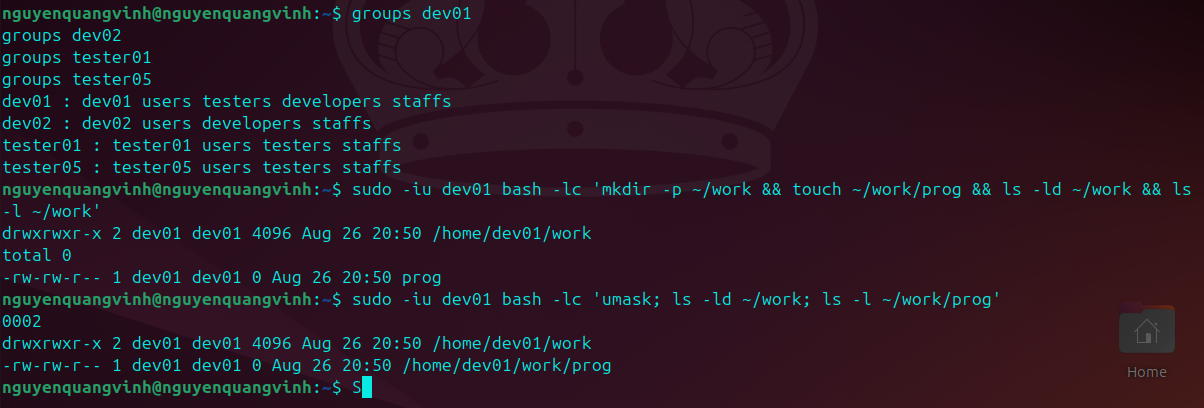 nguyenquangvinh@nguyenquangvinh:~$ groups dev01
groups dev02
groups tester01
groups tester05
dev01 : dev01 users testers developers staffs
dev02 : dev02 users developers staffs
tester01 : tester01 users testers staffs
tester05 : tester05 users testers staffs
nguyenquangvinh@nguyenquangvinh:~$ sudo -iu dev01 bash -lc 'mkdir -p ~/work && touch ~/work/prog && ls -ld ~/work && ls
-l ~/work'
drwxrwxr-x 2 dev01 dev01 4096 Aug 26 20:50 /home/dev01/work
total 0
-rw-rw-r-- 1 dev01 dev01 0 Aug 26 20:50 prog
nguyenquangvinh@nguyenquangvinh:~$ sudo -iu dev01 bash -lc 'umask; ls -ld ~/work; ls -l ~/work/prog'
0002
drwxrwxr-x 2 dev01 dev01 4096 Aug 26 20:50 /home/dev01/work
-rw-rw-r-- 1 dev01 dev01 0 Aug 26 20:50 /home/dev01/work/prog
nguyenquangvinh@nguyenquangvinh:~$ S
Home